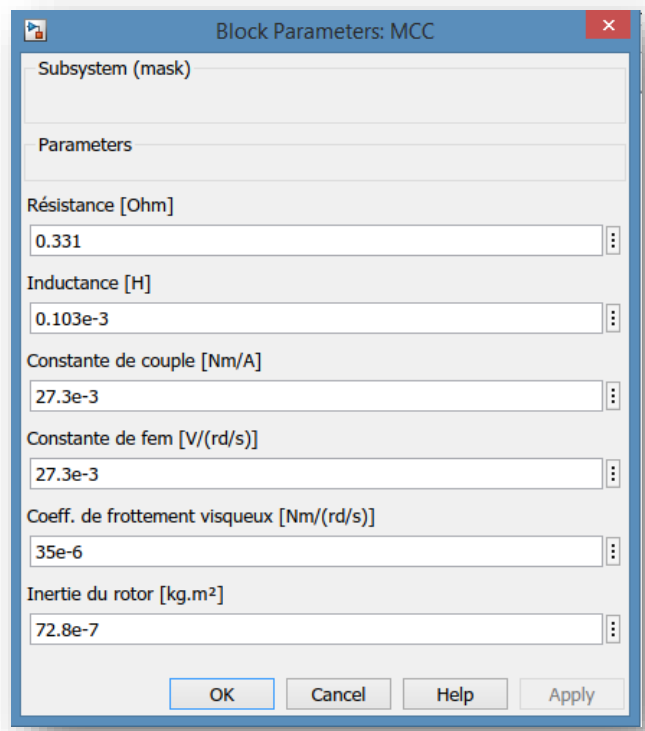 Block Parameters: MCC
Subsystem (mask)
Parameters
Résistance [Ohm]
0.331
Inductance [H]
0.103e-3
Constante de couple [Nm/A]
27.3e-3
Constante de fem [V/(rd/s)]
27.3e-3
Coeff. de frottement visqueux [Nm/(rd/s)]
35e-6
Inertie du rotor [kg.m²]
72.8e-7
OK Cancel Help Apply